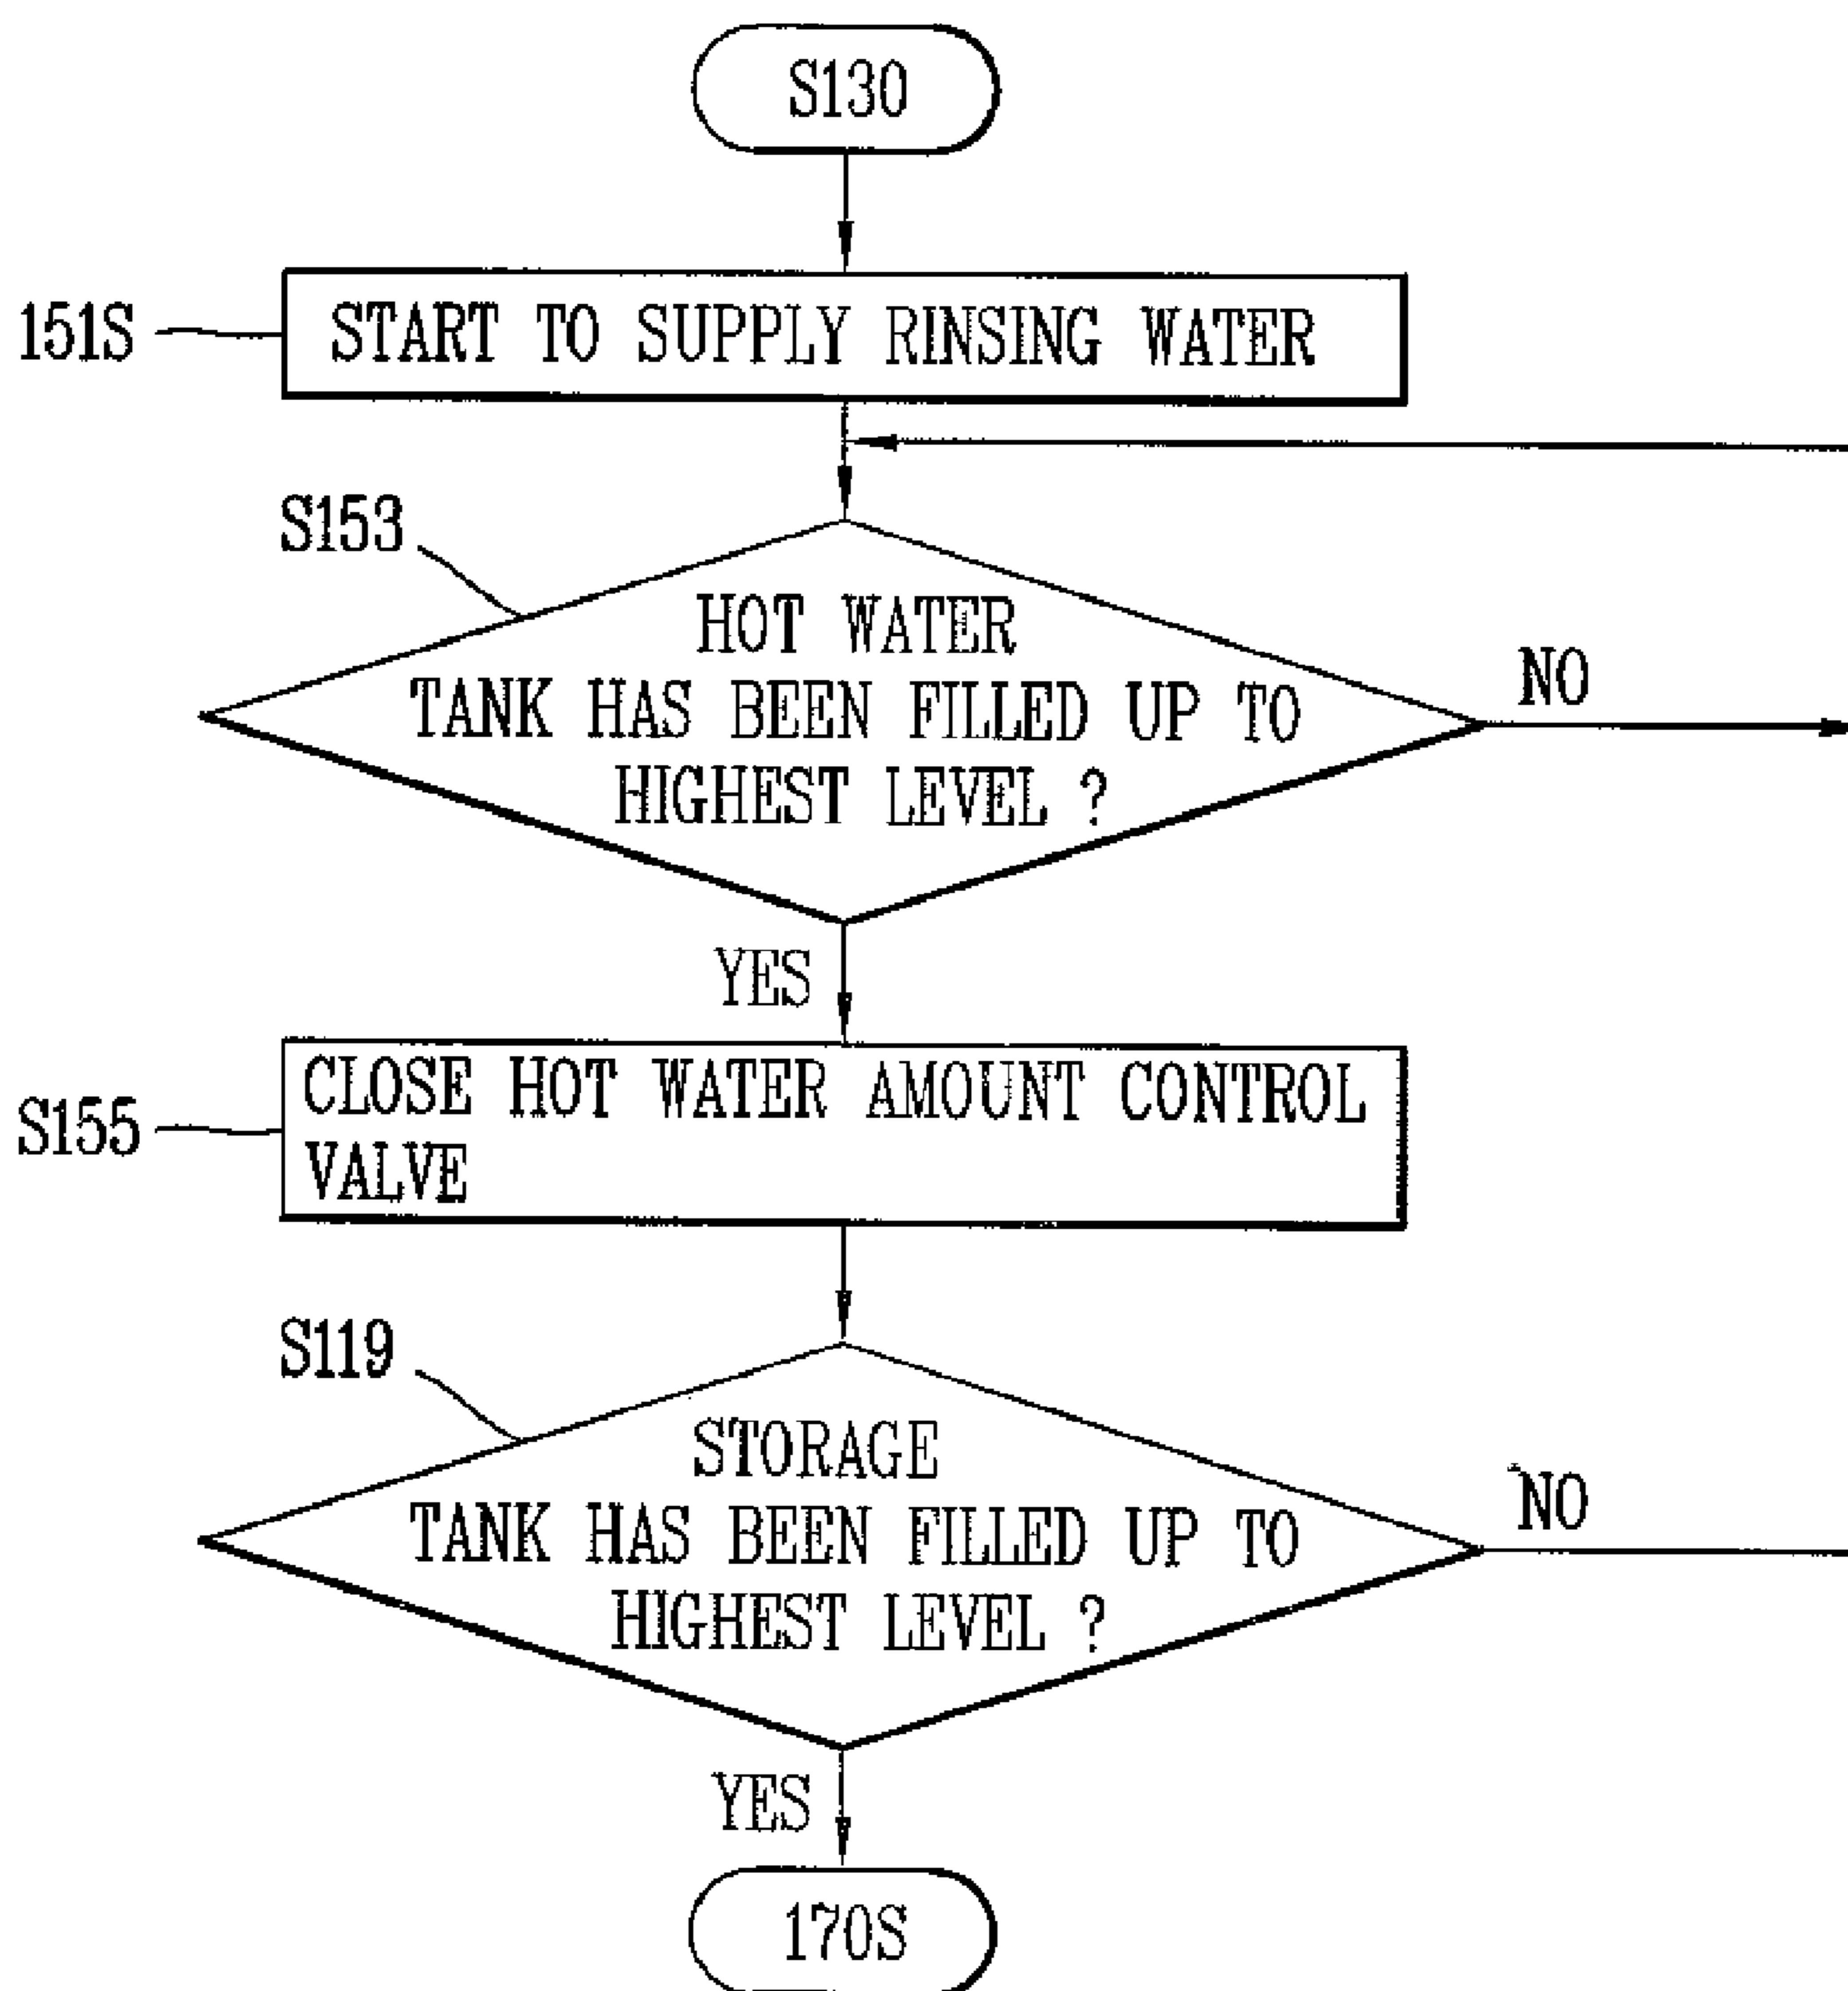 S130
151S
START TO SUPPLY RINSING WATER
S153
HOT WATER
TANK HAS BEEN FILLED UP TO
HIGHEST LEVEL ?
NO
YES
S155
CLOSE HOT WATER AMOUNT CONTROL
VALVE
S119
STORAGE
TANK HAS BEEN FILLED UP TO
HIGHEST LEVEL ?
NO
YES
170S